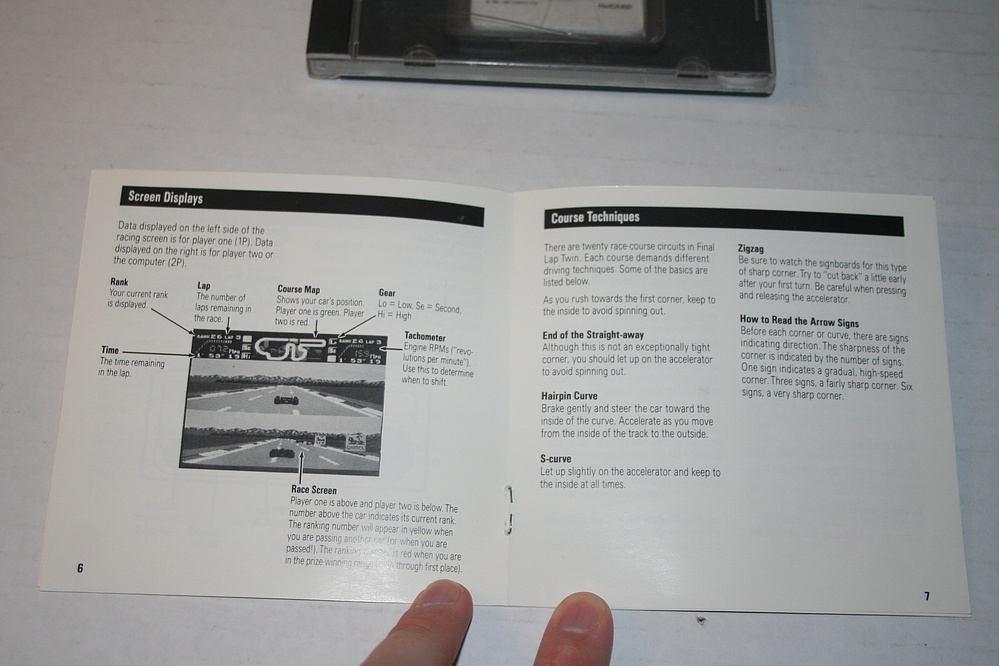 HuCARD
Screen Displays
Data displayed on the left side of the
racing screen is for player one (1P). Data
displayed on the right is for player two or
the computer (2P).
Rank
Your current rank
is displayed.
Lap
The number of
laps remaining in
the race.
Course Map
Shows your car's position.
Player one is green. Player
two is red.
Gear
Lo = Low, Se = Second,
Hi = High
Time
The time remaining
in the lap.
Tachometer
Engine RPMs ("revo-
lutions per minute").
Use this to determine
when to shift.
RANK 26 LAP 3
1' 53" 19
RANK 26 LAP 3
1' 53" 19
Race Screen
Player one is above and player two is below. The
number above the car indicates its current rank.
The ranking number will appear in yellow when
you are passing another car (or when you are
passed!). The ranking is red when you are
in the prize-winning through first place).
6
Course Techniques
There are twenty race-course circuits in Final
Lap Twin. Each course demands different
driving techniques. Some of the basics are
listed below.
As you rush towards the first corner, keep to
the inside to avoid spinning out.
End of the Straight-away
Although this is not an exceptionally tight
corner, you should let up on the accelerator
to avoid spinning out.
Hairpin Curve
Brake gently and steer the car toward the
inside of the curve. Accelerate as you move
from the inside of the track to the outside.
S-curve
Let up slightly on the accelerator and keep to
the inside at all times.
Zigzag
Be sure to watch the signboards for this type
of sharp corner. Try to "cut back" a little early
after your first turn. Be careful when pressing
and releasing the accelerator.
How to Read the Arrow Signs
Before each corner or curve, there are signs
indicating direction. The sharpness of the
corner is indicated by the number of signs.
One sign indicates a gradual, high-speed
corner. Three signs, a fairly sharp corner. Six
signs, a very sharp corner.
7